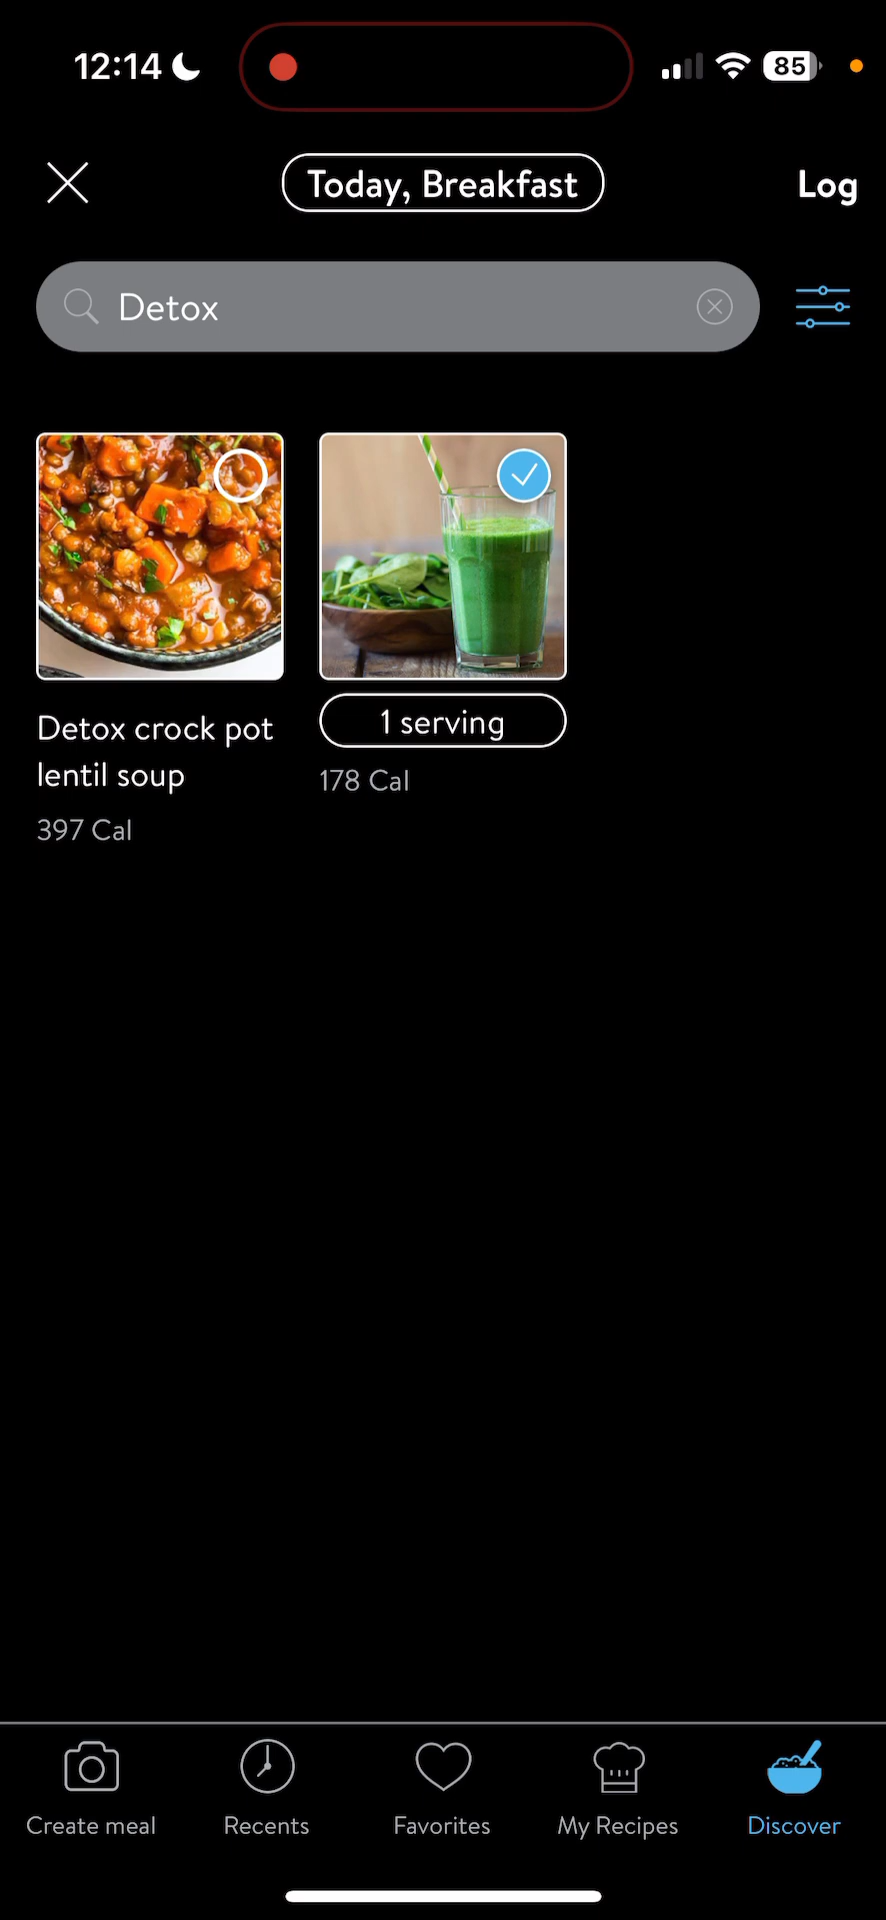 12:14
85
Today, Breakfast
Log
Detox
Detox crock pot
lentil soup
397 Cal
1 serving
178 Cal
Create meal
Recents
Favorites
My Recipes
Discover